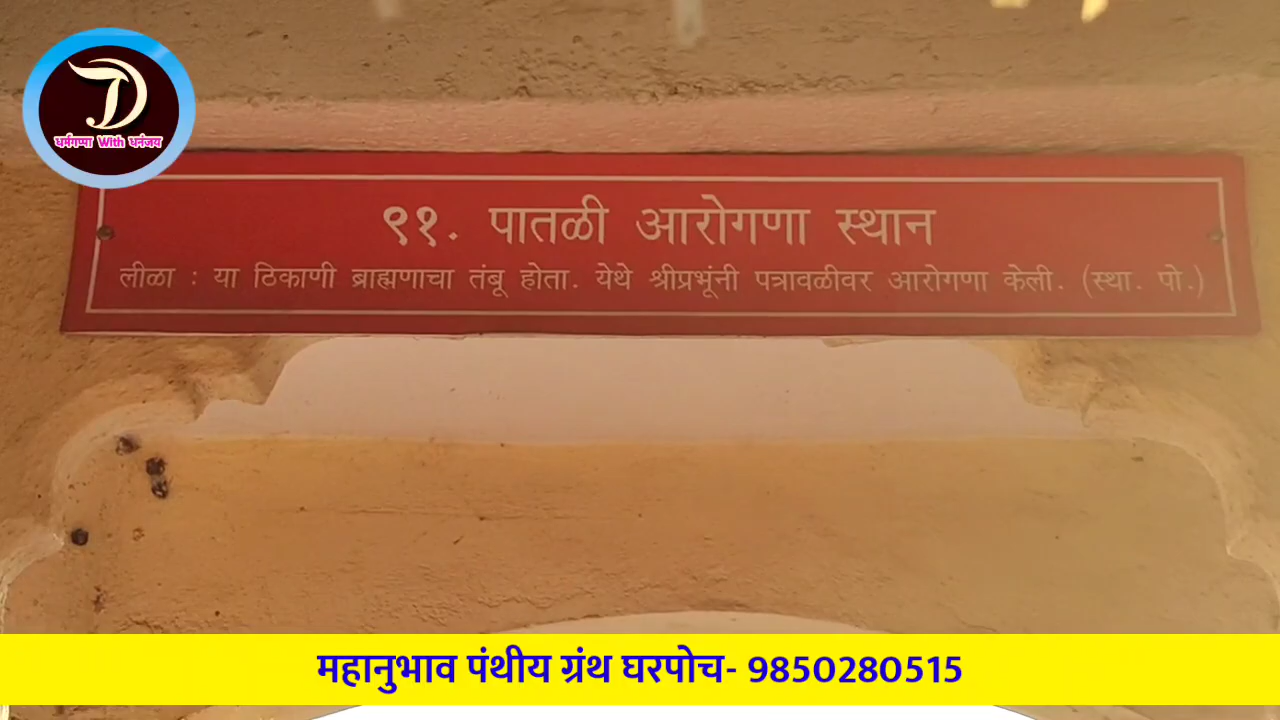 धर्मगप्पा With धनंजय
९१. पातळी आरोगणा स्थान
लीळा : या ठिकाणी ब्राह्मणाचा तंबू होता. येथे श्रीप्रभूंनी पत्रावळीवर आरोगणा केली. (स्था. पो.)
महानुभाव पंथीय ग्रंथ घरपोच- 9850280515